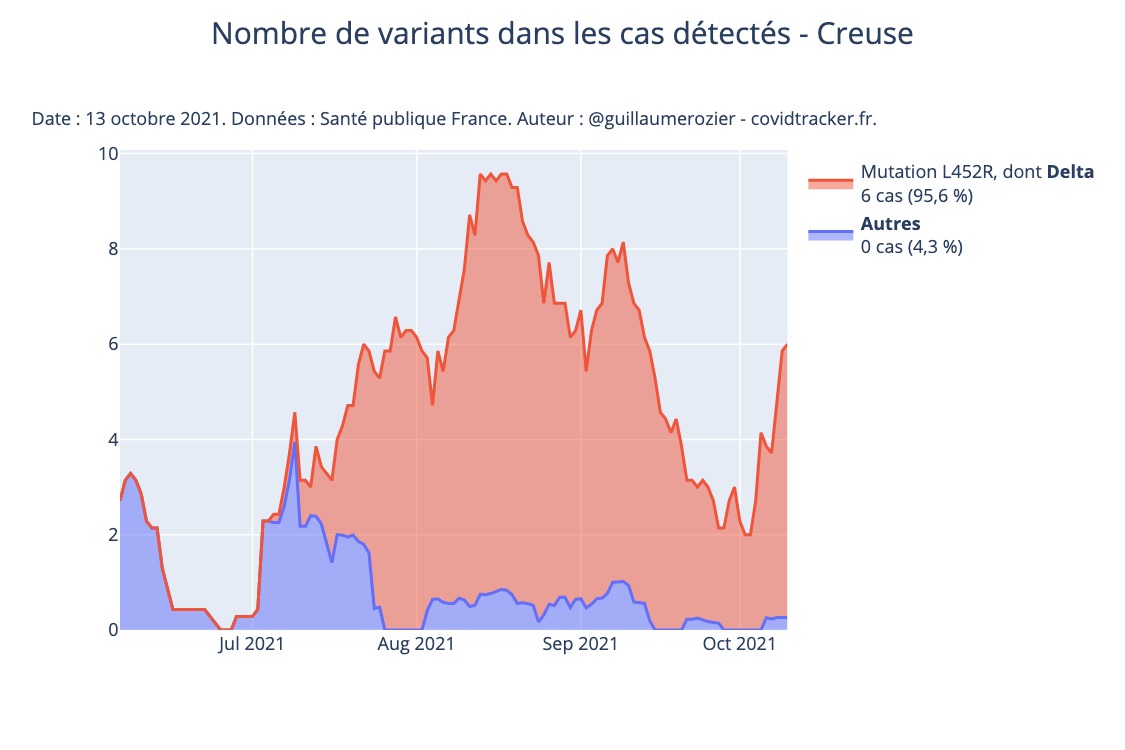 Nombre de variants dans les cas détectés - Creuse
Date : 13 octobre 2021. Données : Santé publique France. Auteur : @guillaumerozier - covidtracker.fr.
10
8
6
4
2
0
Jul 2021
Aug 2021
Sep 2021
Oct 2021
Mutation L452R, dont Delta
6 cas (95,6 %)
Autres
0 cas (4,3 %)